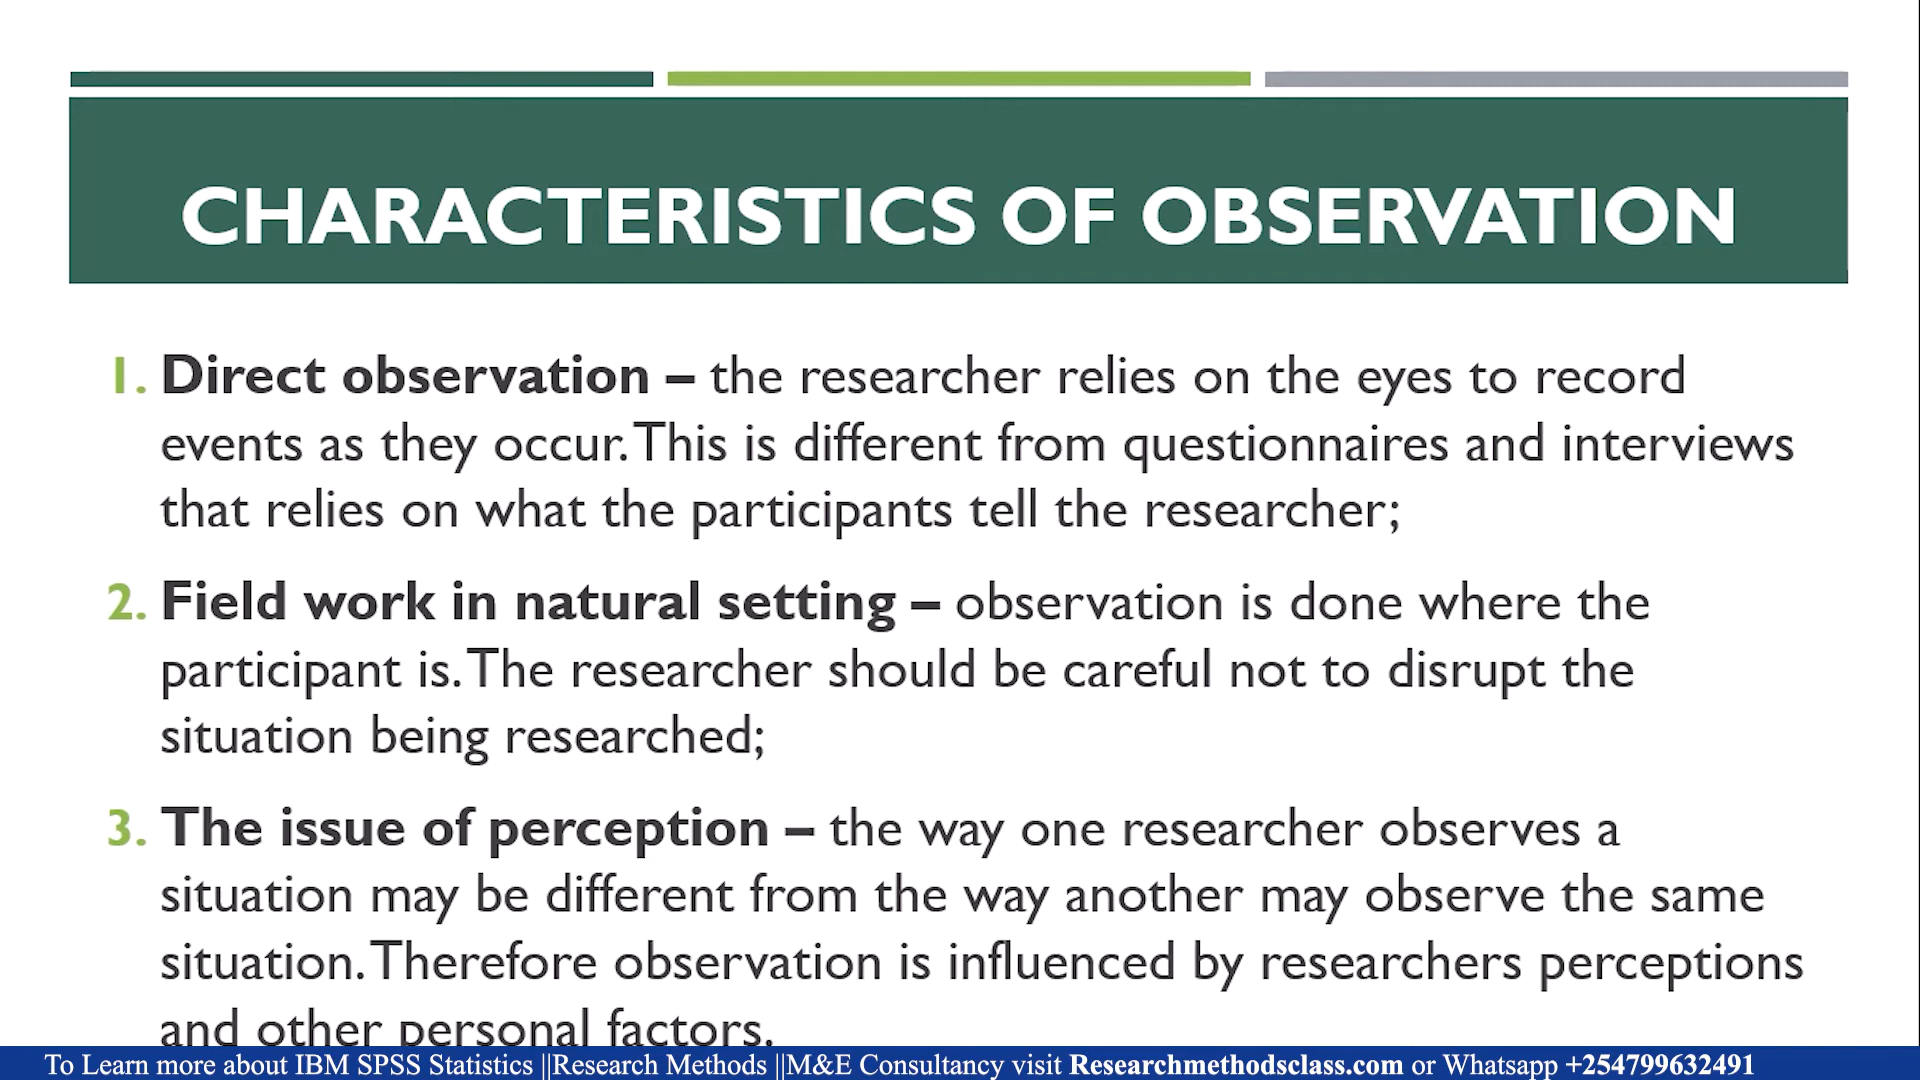 CHARACTERISTICS OF OBSERVATION
1. Direct observation – the researcher relies on the eyes to record
events as they occur. This is different from questionnaires and interviews
that relies on what the participants tell the researcher;
2. Field work in natural setting – observation is done where the
participant is. The researcher should be careful not to disrupt the
situation being researched;
3. The issue of perception – the way one researcher observes a
situation may be different from the way another may observe the same
situation. Therefore observation is influenced by researchers perceptions
and other personal factors.
To Learn more about IBM SPSS Statistics ||Research Methods ||M&E Consultancy visit Researchmethodsclass.com or Whatsapp +254799632491